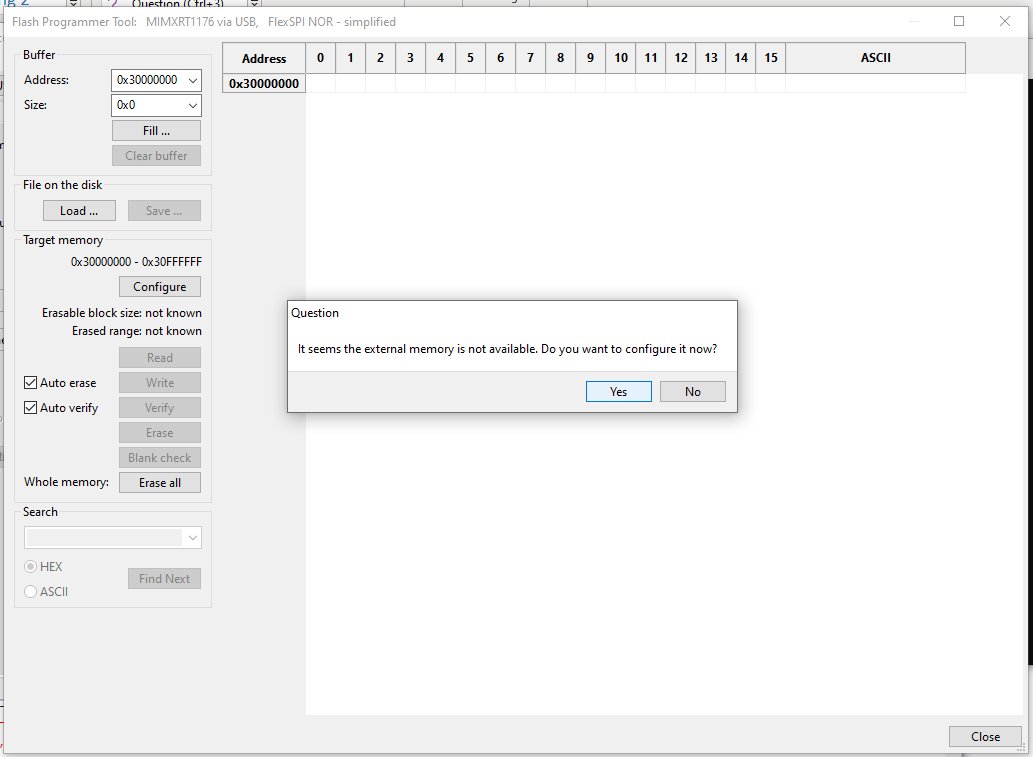 Question (Ctrl+3)
Flash Programmer Tool: MIMXRT1176 via USB, FlexSPI NOR - simplified
Buffer
Address: 0x30000000
Size: 0x0
Fill ...
Clear buffer
File on the disk
Load ... Save ...
Target memory
0x30000000 - 0x30FFFFFF
Configure
Erasable block size: not known
Erased range: not known
Read
Auto erase Write
Auto verify Verify
Erase
Blank check
Whole memory: Erase all
Search
HEX
ASCII
Find Next
Address 0 1 2 3 4 5 6 7 8 9 10 11 12 13 14 15 ASCII
0x30000000
Question
It seems the external memory is not available. Do you want to configure it now?
Yes No
Close